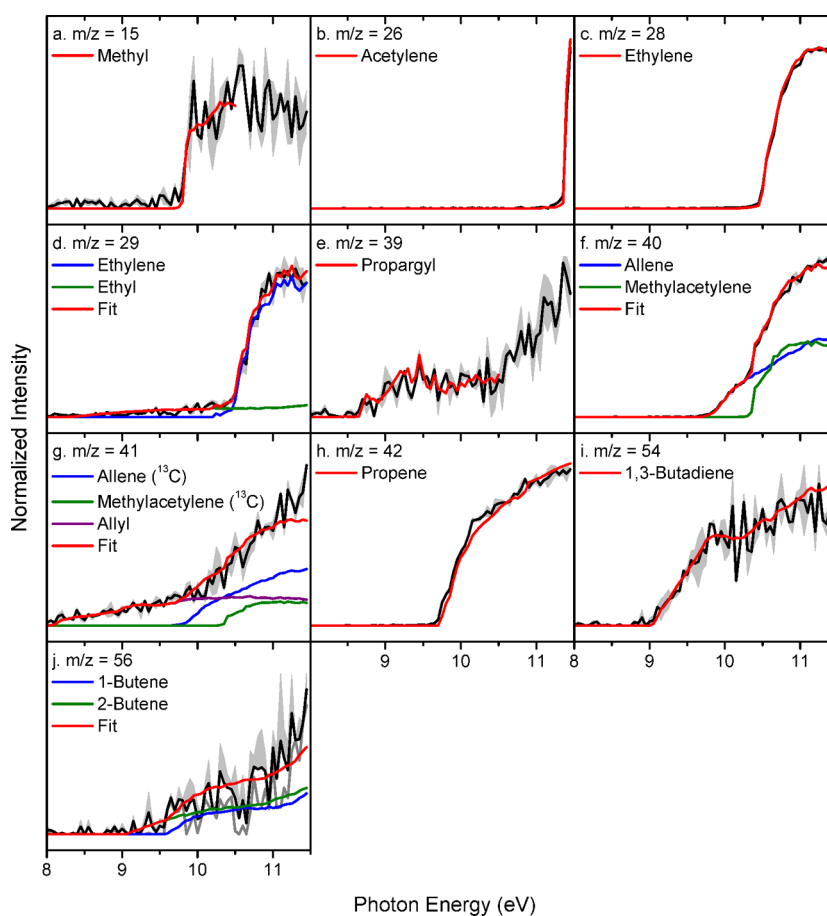 a. m/z = 15
Methyl
b. m/z = 26
Acetylene
c. m/z = 28
Ethylene
d. m/z = 29
Ethylene
Ethyl
Fit
e. m/z = 39
Propargyl
f. m/z = 40
Allene
Methylacetylene
Fit
g. m/z = 41
Allene (¹³C)
Methylacetylene (¹³C)
Allyl
Fit
h. m/z = 42
Propene
i. m/z = 54
1,3-Butadiene
9 10 11 8 9 10 11
j. m/z = 56
1-Butene
2-Butene
Fit
8 9 10 11
Normalized Intensity
Photon Energy (eV)